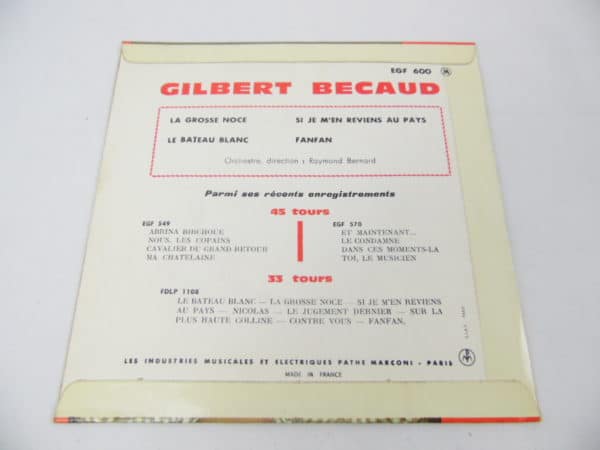 EGF 600 M
GILBERT BECAUD
LA GROSSE NOCE SI JE M'EN REVIENS AU PAYS
LE BATEAU BLANC FANFAN
Orchestre, direction : Raymond Bernard
Parmi ses récents enregistrements
45 tours
EGF 549
ABRINA BIRCHOUE
NOUS, LES COPAINS
CAVALIER DU GRAND RETOUR
MA CHATELAINE
EGF 570
ET MAINTENANT...
LE CONDAMNE
DANS CES MOMENTS-LA
TOI, LE MUSICIEN
33 tours
FDLP 1108
LE BATEAU BLANC — LA GROSSE NOCE — SI JE M'EN REVIENS
AU PAYS — NICOLAS — LE JUGEMENT DERNIER — SUR LA
PLUS HAUTE COLLINE — CONTRE VOUS — FANFAN.
LES INDUSTRIES MUSICALES ET ELECTRIQUES PATHE MARCONI - PARIS
MADE IN FRANCE